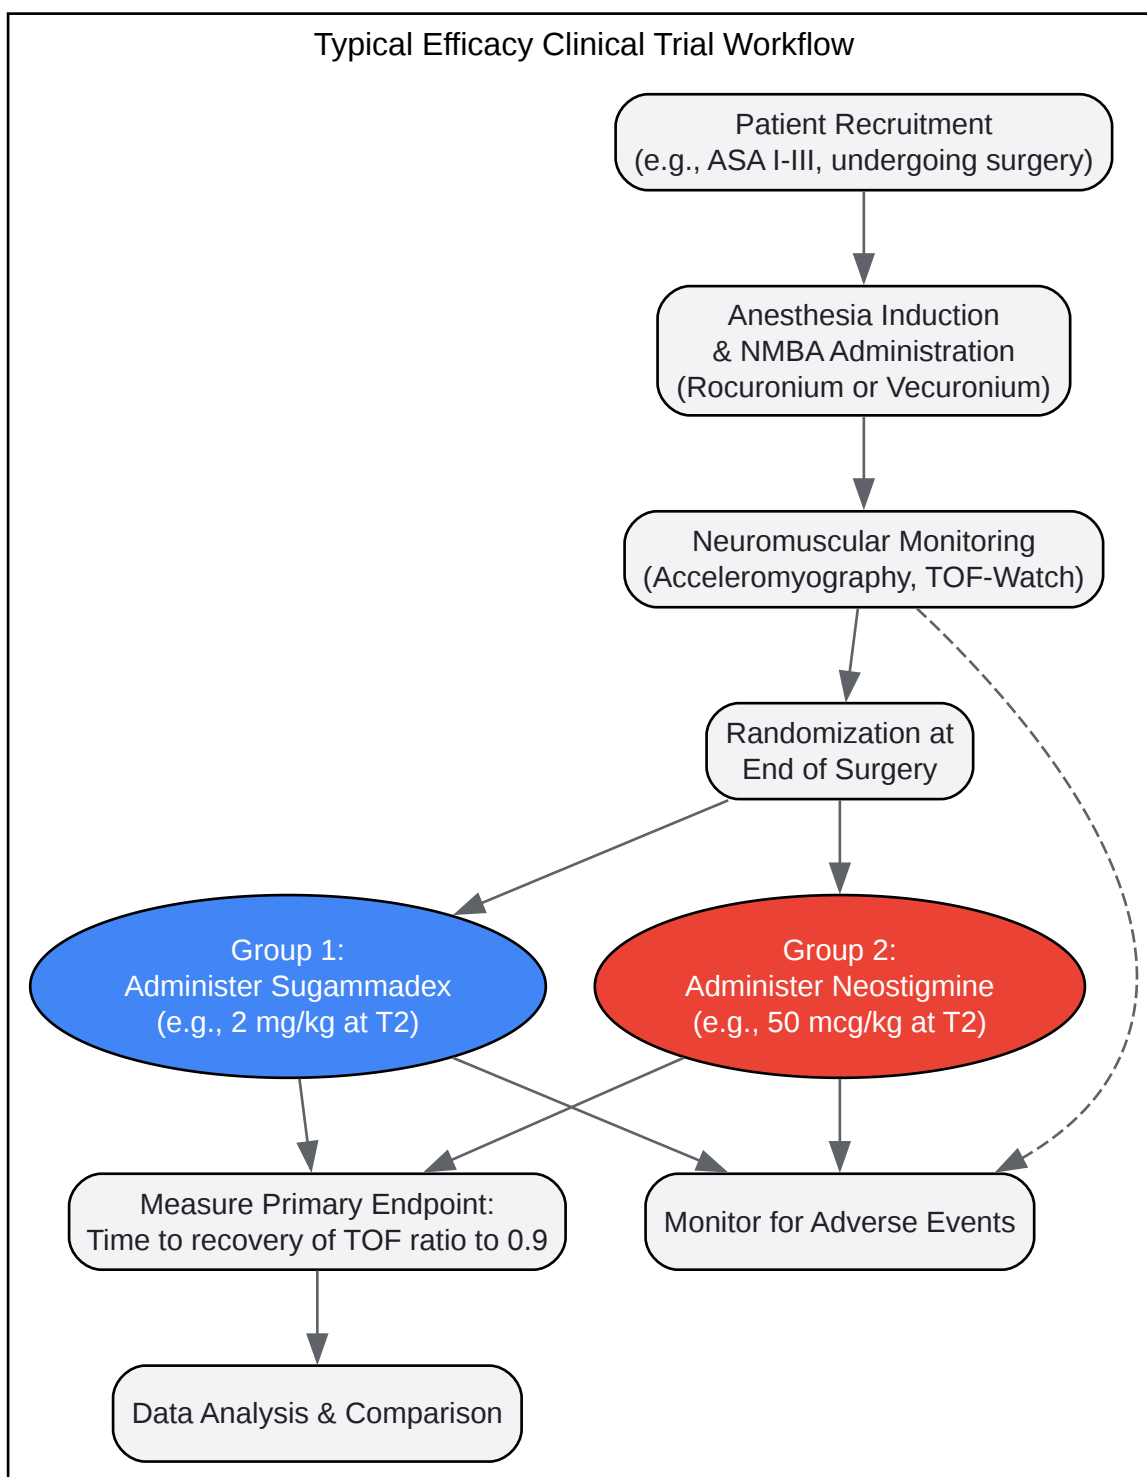 Typical Efficacy Clinical Trial Workflow
Patient Recruitment
(e.g., ASA I-III, undergoing surgery)
Anesthesia Induction
& NMBA Administration
(Rocuronium or Vecuronium)
Neuromuscular Monitoring
(Acceleromyography, TOF-Watch)
Randomization at
End of Surgery
Group 1:
Administer Sugammadex
(e.g., 2 mg/kg at T2)
Group 2:
Administer Neostigmine
(e.g., 50 mcg/kg at T2)
Measure Primary Endpoint:
Time to recovery of TOF ratio to 0.9
Monitor for Adverse Events
Data Analysis & Comparison